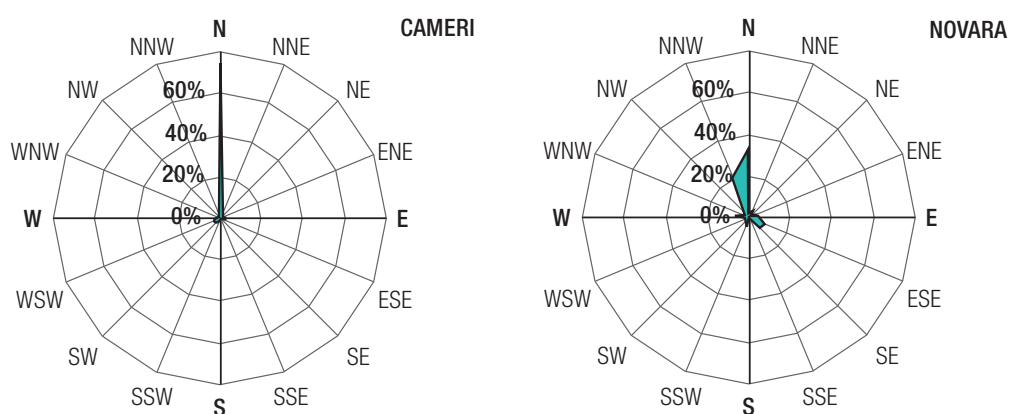 CAMERI
N
NNE
NE
ENE
E
ESE
SE
SSE
S
SSW
SW
WSW
W
WNW
NW
NNW
60%
40%
20%
0%
NOVARA
N
NNE
NE
ENE
E
ESE
SE
SSE
S
SSW
SW
WSW
W
WNW
NW
NNW
60%
40%
20%
0%